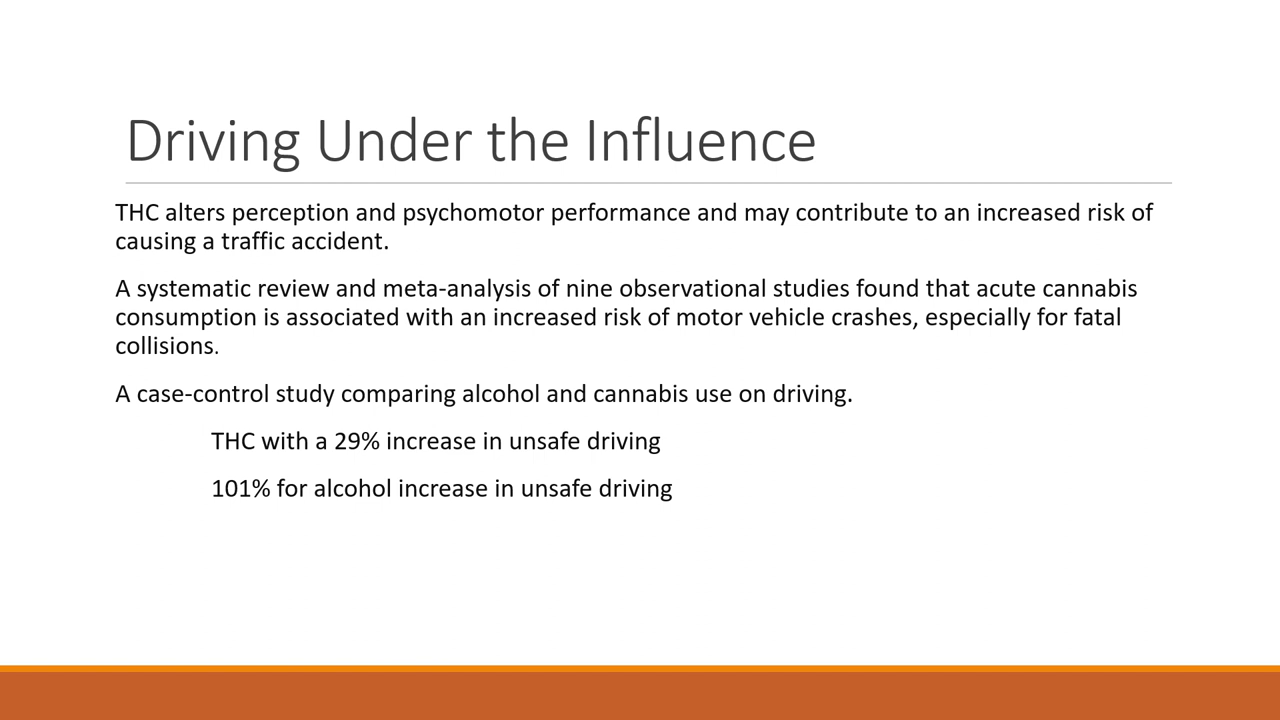 Driving Under the Influence
THC alters perception and psychomotor performance and may contribute to an increased risk of
causing a traffic accident.
A systematic review and meta-analysis of nine observational studies found that acute cannabis
consumption is associated with an increased risk of motor vehicle crashes, especially for fatal
collisions.
A case-control study comparing alcohol and cannabis use on driving.
THC with a 29% increase in unsafe driving
101% for alcohol increase in unsafe driving